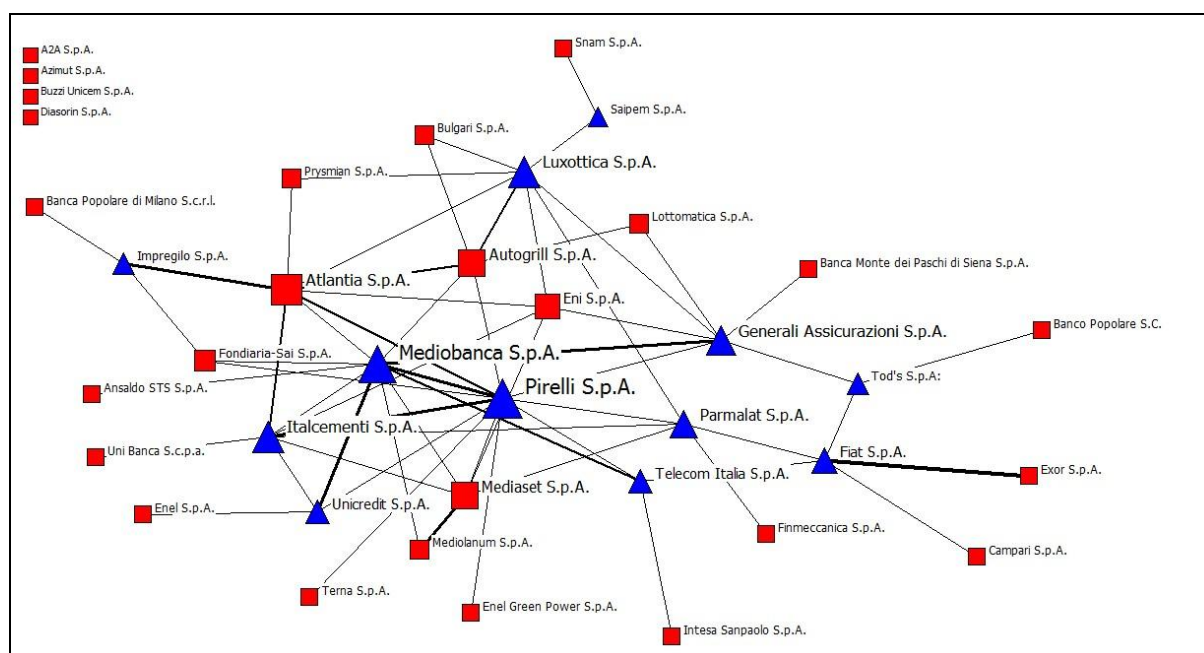 A2A S.p.A.
Azimut S.p.A.
Buzzi Unicem S.p.A.
Diasorin S.p.A.
Snam S.p.A.
Saipem S.p.A.
Bulgari S.p.A.
Luxottica S.p.A.
Prysmian S.p.A.
Banca Popolare di Milano S.c.r.l.
Lottomatica S.p.A.
Impregilo S.p.A.
Autogrill S.p.A.
Atlantia S.p.A.
Banca Monte dei Paschi di Siena S.p.A.
Eni S.p.A.
Generali Assicurazioni S.p.A.
Banco Popolare S.C.
Fondiaria-Sai S.p.A.
Mediobanca S.p.A.
Tod's S.p.A:
Ansaldo STS S.p.A.
Pirelli S.p.A.
Parmalat S.p.A.
Italcementi S.p.A.
Uni Banca S.c.p.a.
Fiat S.p.A.
Telecom Italia S.p.A.
Exor S.p.A.
Mediaset S.p.A.
Unicredit S.p.A.
Enel S.p.A.
Finmeccanica S.p.A.
Mediolanum S.p.A.
Campari S.p.A.
Terna S.p.A.
Enel Green Power S.p.A.
Intesa Sanpaolo S.p.A.